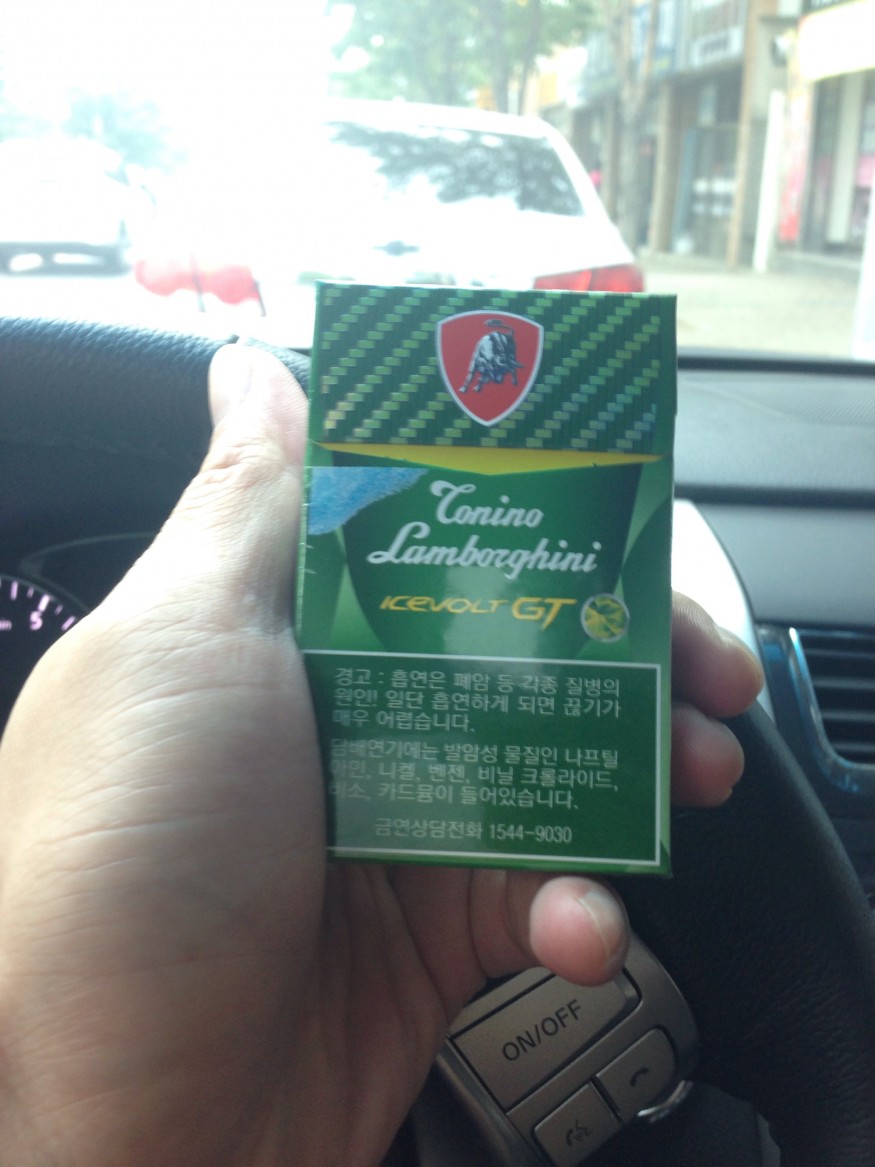 Tonino
Lamborghini
ICEVOLT GT
경고 : 흡연은 폐암 등 각종 질병의
원인! 일단 흡연하게 되면 끊기가
매우 어렵습니다.
담배연기에는 발암성 물질인 나프틸
아민, 니켈, 벤젠, 비닐 크롤라이드,
비소, 카드뮴이 들어있습니다.
금연상담전화 1544-9030
5
ON/OFF